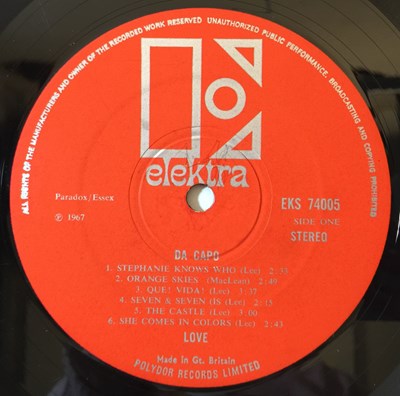 ALL RIGHTS OF THE MANUFACTURERS AND OWNER OF THE RECORDED WORK RESERVED UNAUTHORIZED PUBLIC PERFORMANCE, BROADCASTING AND COPYING PROHIBITED
elektra
Paradox/Essex
℗ 1967
EKS 74005
SIDE ONE
STEREO
DA CAPO
1. STEPHANIE KNOWS WHO (Lee) 2:33
2. ORANGE SKIES (MacLean) 2:49
3. QUE! VIDA! (Lee) 3:37
4. SEVEN & SEVEN (IS (Lee) 2:15
5. THE CASTLE (Lee) 3:00
6. SHE COMES IN COLORS (Lee) 2:43
LOVE
Made in Gt. Britain
POLYDOR RECORDS LIMITED